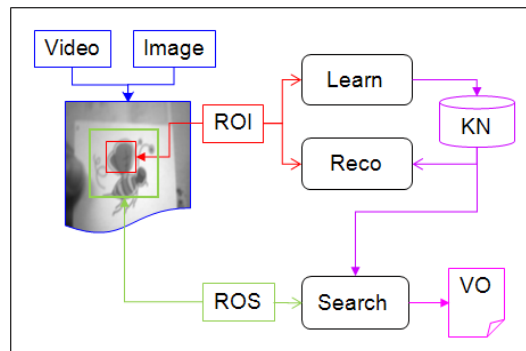 Video
Image
Learn
ROI
KN
Reco
ROS
Search
VO